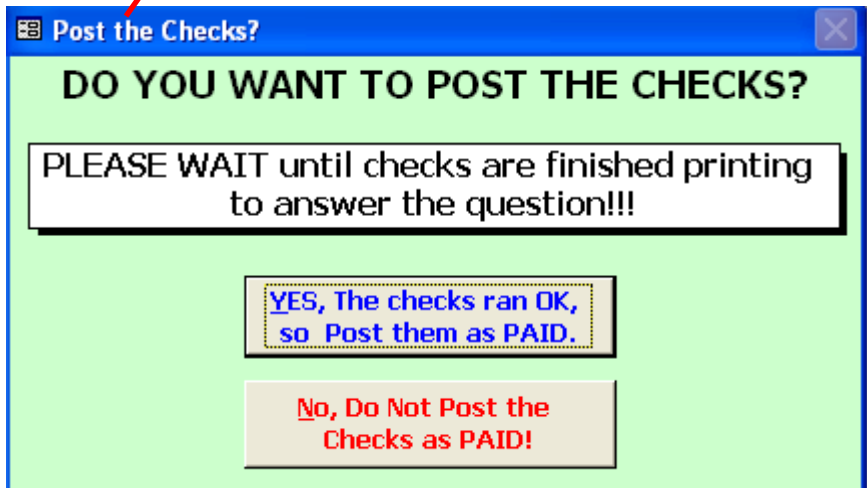 Post the Checks?
DO YOU WANT TO POST THE CHECKS?
PLEASE WAIT until checks are finished printing
to answer the question!!!
YES, The checks ran OK,
so Post them as PAID.
No, Do Not Post the
Checks as PAID!